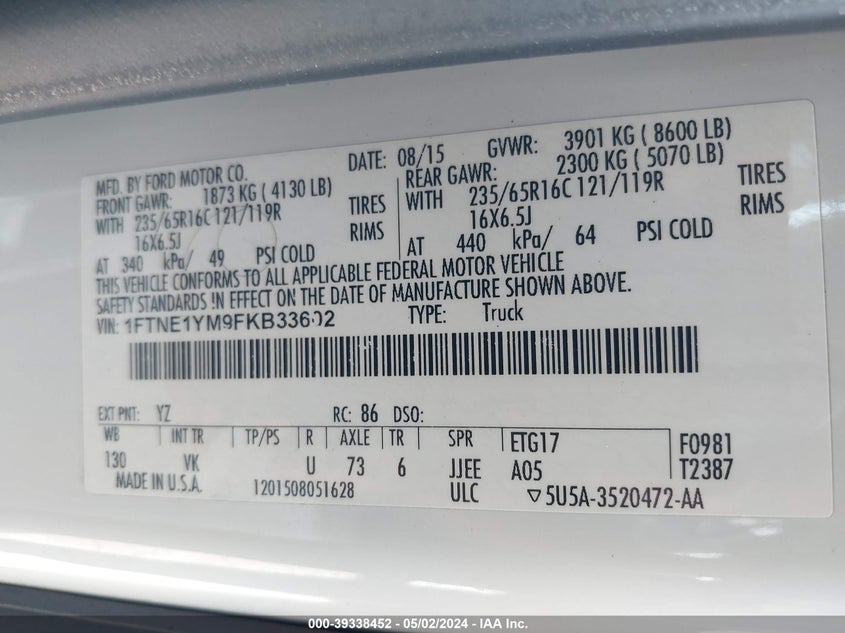 MFD. BY FORD MOTOR CO. DATE: 08/15 GVWR: 3901 KG ( 8600 LB)
FRONT GAWR: 1873 KG ( 4130 LB) REAR GAWR: 2300 KG ( 5070 LB)
WITH 235/65R16C 121/119R TIRES WITH 235/65R16C 121/119R TIRES
16X6.5J RIMS 16X6.5J RIMS
AT 340 kPa/ 49 PSI COLD AT 440 kPa/ 64 PSI COLD
THIS VEHICLE CONFORMS TO ALL APPLICABLE FEDERAL MOTOR VEHICLE
SAFETY STANDARDS IN EFFECT ON THE DATE OF MANUFACTURE SHOWN ABOVE.
VIN: TYPE: Truck
EXT PNT: YZ RC: 86 DSO:
WB INT TR TP/PS R AXLE TR SPR ETG17 F0981
130 VK U 73 6 JJEE A05 T2387
MADE IN U.S.A. 1201508051628 ULC ▽5U5A-3520472-AA
000-39338452 - 05/02/2024 - IAA Inc.